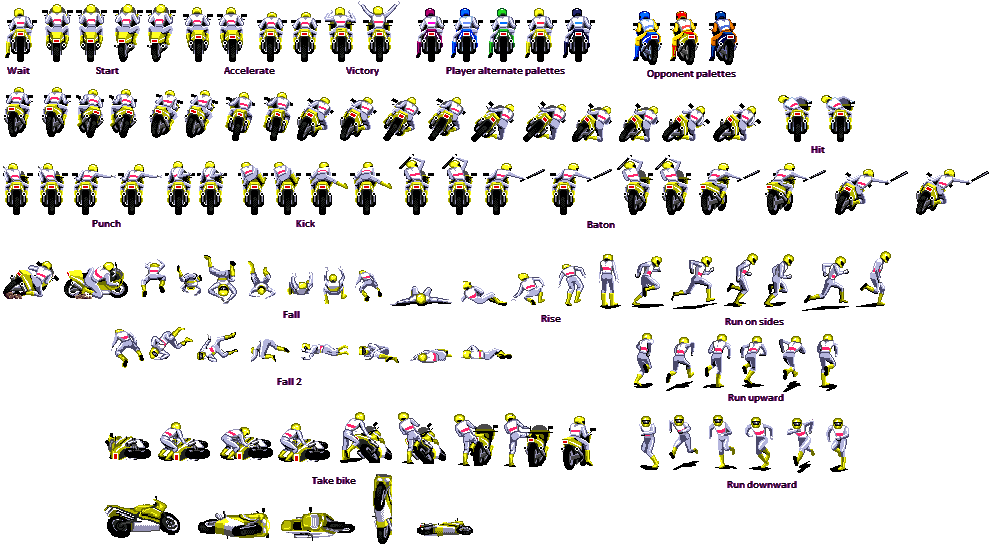 Wait
Start
Accelerate
Victory
Player alternate palettes
Opponent palettes
Hit
Punch
Kick
Baton
Fall
Rise
Run on sides
Fall 2
Run upward
Take bike
Run downward